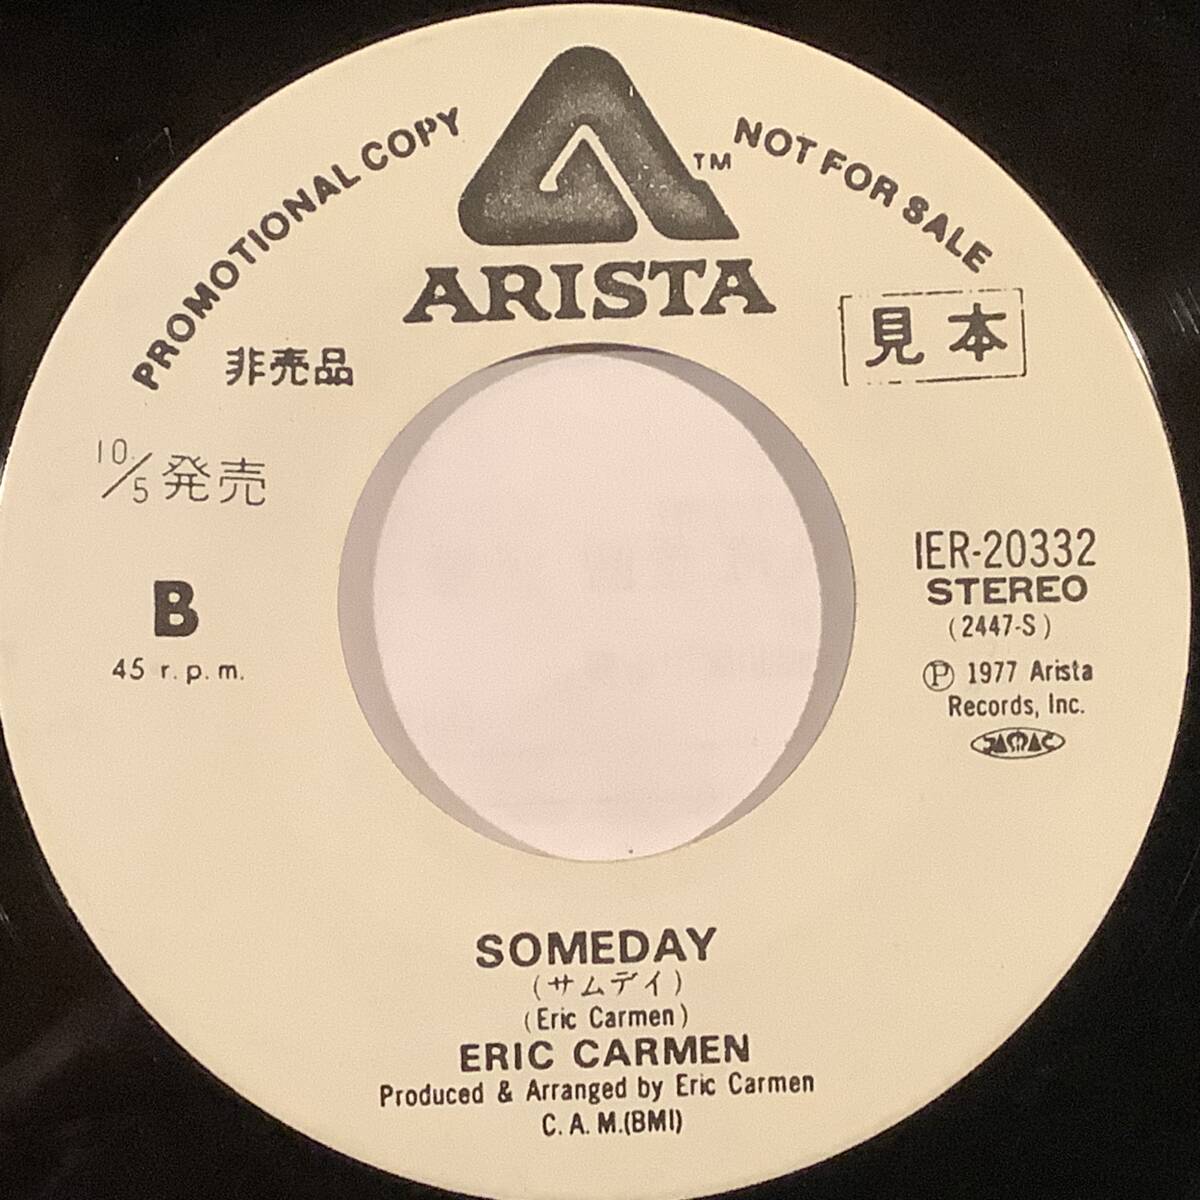 PROMOTIONAL COPY
NOT FOR SALE
TM
ARISTA
非売品
見本
10/5発売
B
45 r.p.m.
IER-20332
STEREO
(2447-S)
Ⓟ 1977 Arista
Records, Inc.
JASRAC
SOMEDAY
(サムデイ)
(Eric Carmen)
ERIC CARMEN
Produced & Arranged by Eric Carmen
C.A.M.(BMI)